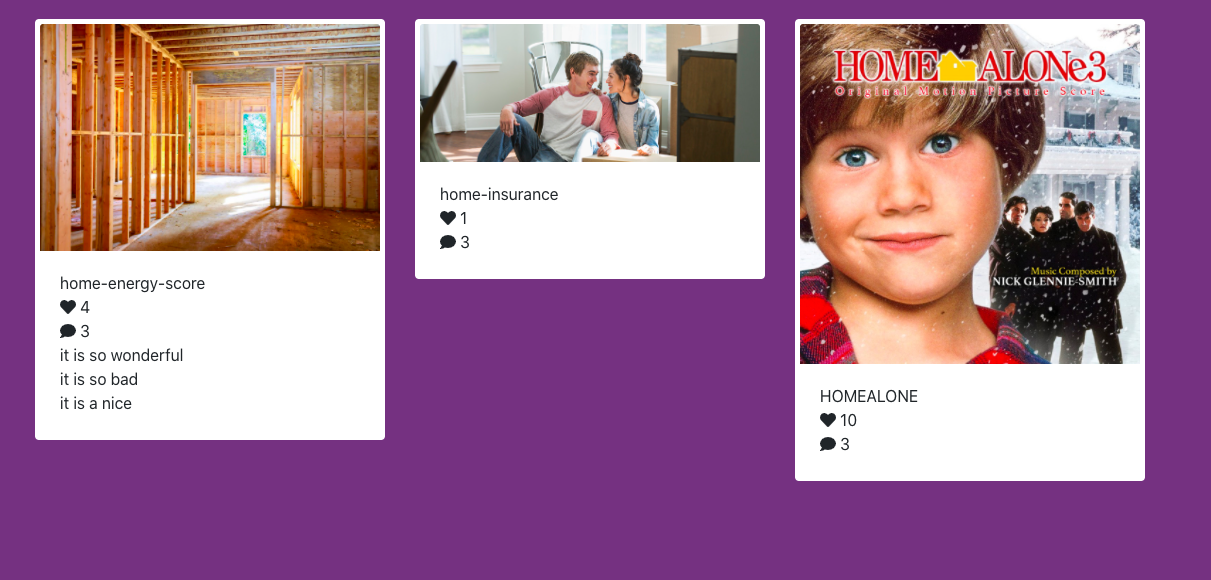 home-energy-score
4
3
it is so wonderful
it is so bad
it is a nice
home-insurance
1
3
HOME ALONe3
Original Motion Picture Score
Music Composed by
NICK GLENNIE-SMITH
HOMEALONE
10
3